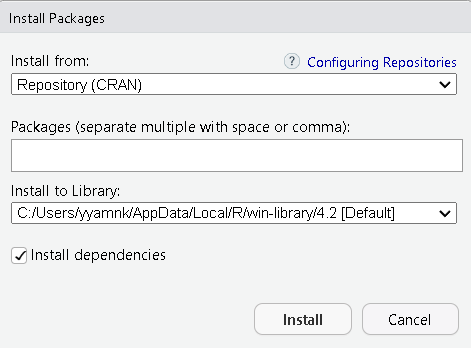 Install Packages
Install from:
? Configuring Repositories
Repository (CRAN)
Packages (separate multiple with space or comma):
Install to Library:
C:/Users/yyamnk/AppData/Local/R/win-library/4.2 [Default]
Install dependencies
Install
Cancel